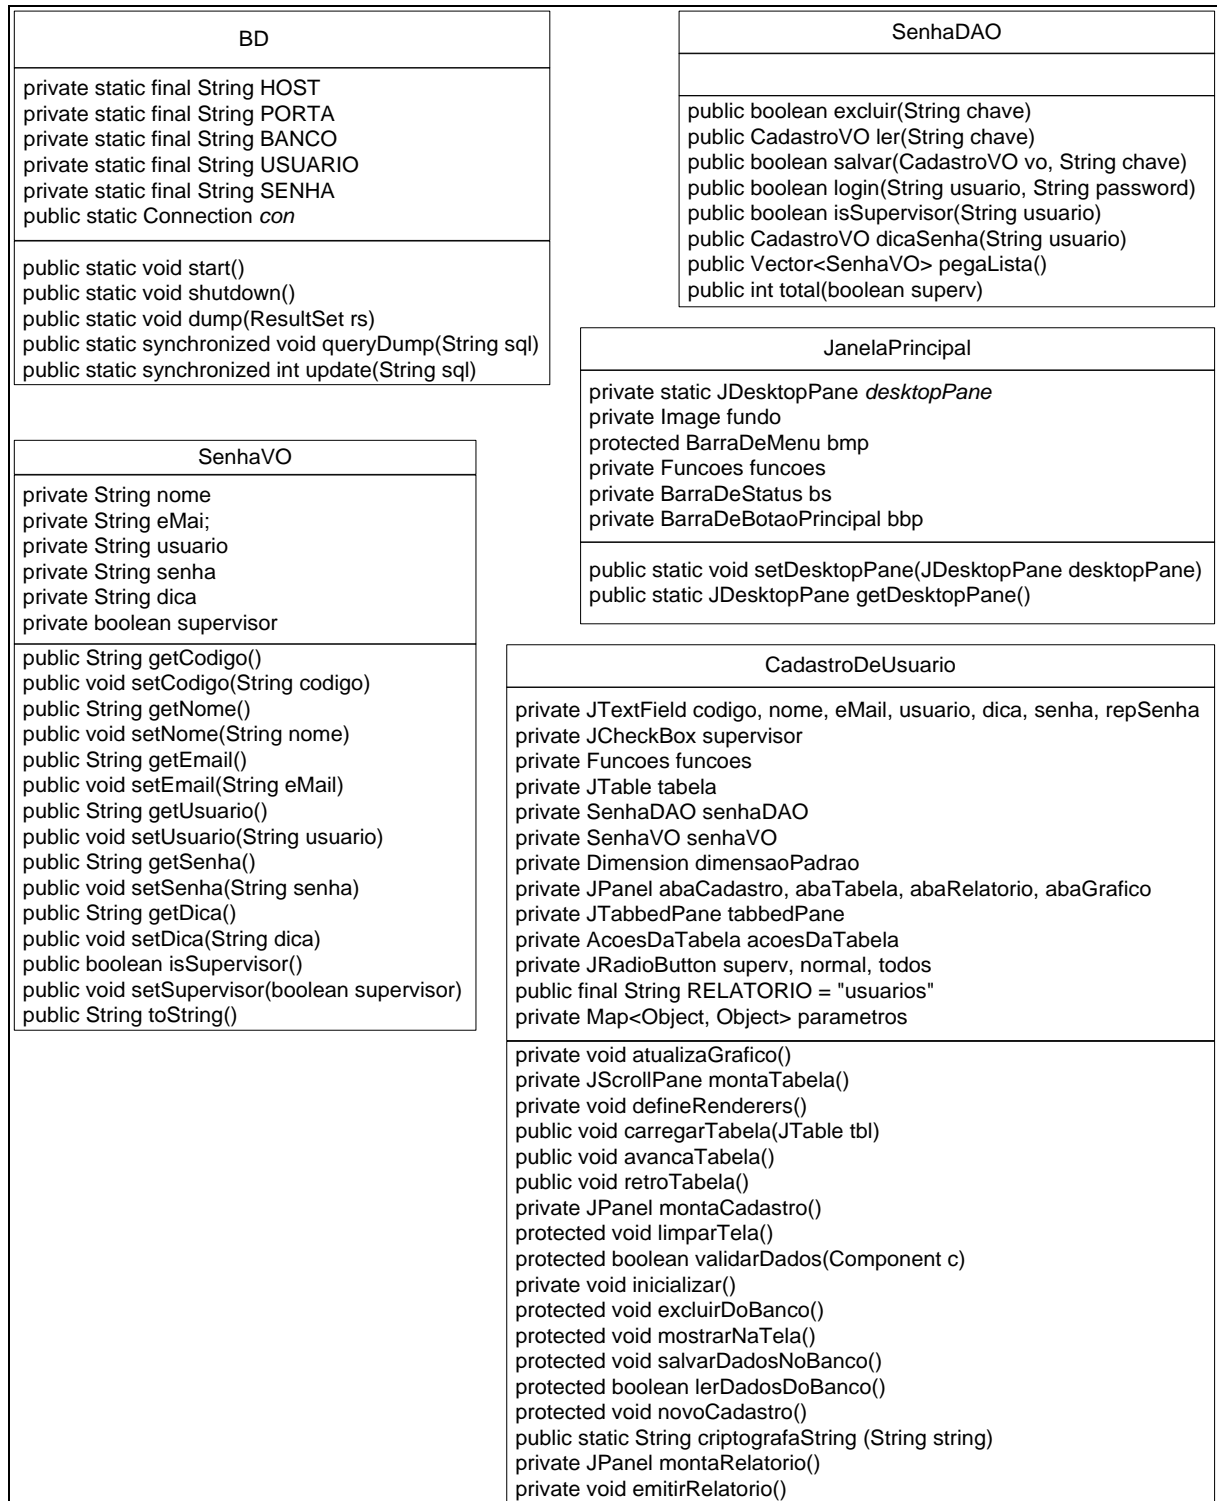 BD
private static final String HOST
private static final String PORTA
private static final String BANCO
private static final String USUARIO
private static final String SENHA
public static Connection con
public static void start()
public static void shutdown()
public static void dump(ResultSet rs)
public static synchronized void queryDump(String sql)
public static synchronized int update(String sql)
SenhaDAO
public boolean excluir(String chave)
public CadastroVO ler(String chave)
public boolean salvar(CadastroVO vo, String chave)
public boolean login(String usuario, String password)
public boolean isSupervisor(String usuario)
public CadastroVO dicaSenha(String usuario)
public Vector<SenhaVO> pegaLista()
public int total(boolean superv)
JanelaPrincipal
private static JDesktopPane desktopPane
private Image fundo
protected BarraDeMenu bmp
private Funcoes funcoes
private BarraDeStatus bs
private BarraDeBotaoPrincipal bbp
public static void setDesktopPane(JDesktopPane desktopPane)
public static JDesktopPane getDesktopPane()
SenhaVO
private String nome
private String eMai;
private String usuario
private String senha
private String dica
private boolean supervisor
public String getCodigo()
public void setCodigo(String codigo)
public String getNome()
public void setNome(String nome)
public String getEmail()
public void setEmail(String eMail)
public String getUsuario()
public void setUsuario(String usuario)
public String getSenha()
public void setSenha(String senha)
public String getDica()
public void setDica(String dica)
public boolean isSupervisor()
public void setSupervisor(boolean supervisor)
public String toString()
CadastroDeUsuario
private JTextField codigo, nome, eMail, usuario, dica, senha, repSenha
private JCheckBox supervisor
private Funcoes funcoes
private JTable tabela
private SenhaDAO senhaDAO
private SenhaVO senhaVO
private Dimension dimensaoPadrao
private JPanel abaCadastro, abaTabela, abaRelatorio, abaGrafico
private JTabbedPane tabbedPane
private AcoesDaTabela acoesDaTabela
private JRadioButton superv, normal, todos
public final String RELATORIO = "usuarios"
private Map<Object, Object> parametros
private void atualizaGrafico()
private JScrollPane montaTabela()
private void defineRenderers()
public void carregarTabela(JTable tbl)
public void avancaTabela()
public void retroTabela()
private JPanel montaCadastro()
protected void limparTela()
protected boolean validarDados(Component c)
private void inicializar()
protected void excluirDoBanco()
protected void mostrarNaTela()
protected void salvarDadosNoBanco()
protected boolean lerDadosDoBanco()
protected void novoCadastro()
public static String criptografaString (String string)
private JPanel montaRelatorio()
private void emitirRelatorio()